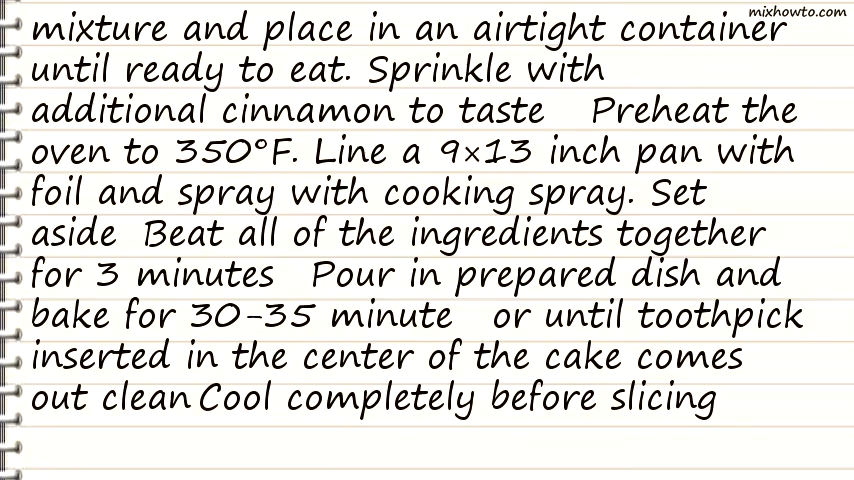 mixhowto.com
mixture and place in an airtight container
until ready to eat. Sprinkle with
additional cinnamon to taste Preheat the
oven to 350°F. Line a 9×13 inch pan with
foil and spray with cooking spray. Set
aside Beat all of the ingredients together
for 3 minutes Pour in prepared dish and
bake for 30-35 minute or until toothpick
inserted in the center of the cake comes
out clean Cool completely before slicing